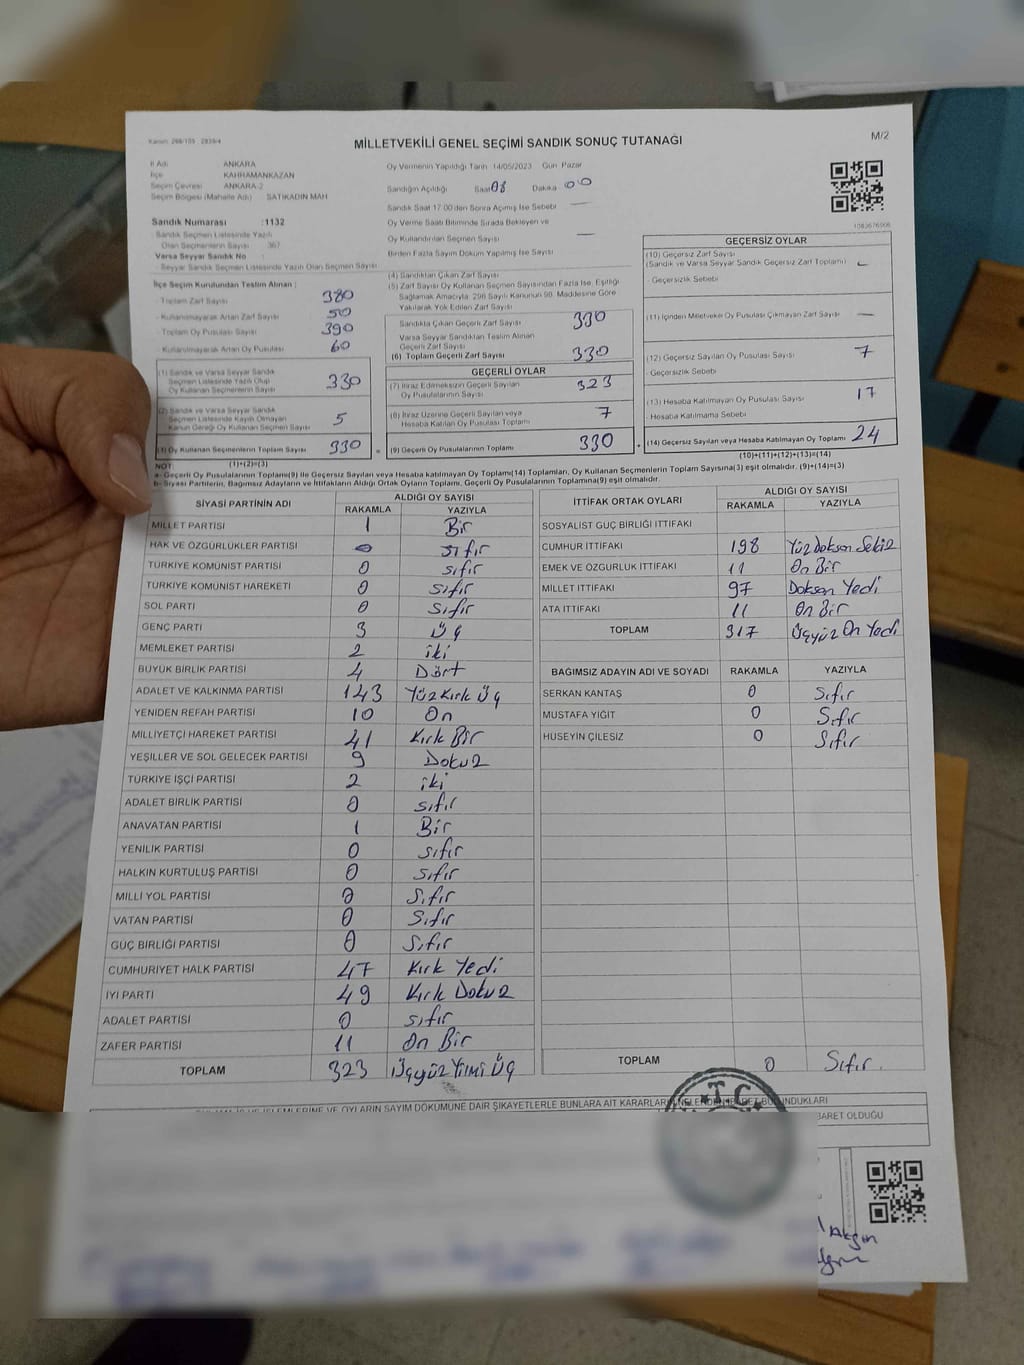 Kanun: 298/105 2839/4
MİLLETVEKİLİ GENEL SEÇİMİ SANDIK SONUÇ TUTANAĞI
M/2
İl Adı ANKARA
İlçe KAHRAMANKAZAN
Seçim Çevresi ANKARA-2
Seçim Bölgesi (Mahalle Adı) SATIKADIN MAH
Sandık Numarası :1132
Sandık Seçmen Listesinde Yazılı
Olan Seçmenlerin Sayısı 367
Varsa Seyyar Sandık No
Seyyar Sandık Seçmen Listesinde Yazılı Olan Seçmen Sayısı:
İlçe Seçim Kurulundan Teslim Alınan :
- Toplam Zarf Sayısı 380
- Kullanılmayarak Artan Zarf Sayısı 50
- Toplam Oy Pusulası Sayısı 390
- Kullanılmayarak Artan Oy Pusulası 60
(1) Sandık ve Varsa Seyyar Sandık
Seçmen Listesinde Yazılı Olup
Oy Kullanan Seçmenlerin Sayısı 330
(2) Sandık ve Varsa Seyyar Sandık
Seçmen Listesinde Kayıtlı Olmayan
Kanun Gereği Oy Kullanan Seçmen Sayısı 5
(3) Oy Kullanan Seçmenlerin Toplam Sayısı 330
(1)+(2)=(3)
Oy Vermenin Yapıldığı Tarih 14/05/2023 Gün Pazar
Sandığın Açıldığı Saat 08 Dakika 00
Sandık Saat 17:00'den Sonra Açılmış İse Sebebi —
Oy Verme Saati Bitiminde Sırada Bekleyen ve
Oy Kullandırılan Seçmen Sayısı —
Birden Fazla Sayım Döküm Yapılmış İse Sayısı
(4) Sandıktan Çıkan Zarf Sayısı
(5) Zarf Sayısı Oy Kullanan Seçmen Sayısından Fazla İse, Eşitliği
Sağlamak Amacıyla; 298 Sayılı Kanunun 98. Maddesine Göre
Yakılarak Yok Edilen Zarf Sayısı
Sandıkta Çıkan Geçerli Zarf Sayısı 330
Varsa Seyyar Sandıktan Teslim Alınan
Geçerli Zarf Sayısı
(6) Toplam Geçerli Zarf Sayısı 330
GEÇERLİ OYLAR
(7) İtiraz Edilmeksizin Geçerli Sayılan
Oy Pusulalarının Sayısı 323
(8) İtiraz Üzerine Geçerli Sayılan veya
Hesaba Katılan Oy Pusulası Toplamı 7
= (9) Geçerli Oy Pusulalarının Toplamı 330
1083676906
GEÇERSİZ OYLAR
(10) Geçersiz Zarf Sayısı
(Sandık ve Varsa Seyyar Sandık Geçersiz Zarf Toplamı) —
- Geçersizlik Sebebi
(11) İçinden Milletvekili Oy Pusulası Çıkmayan Zarf Sayısı —
(12) Geçersiz Sayılan Oy Pusulası Sayısı 7
- Geçersizlik Sebebi
(13) Hesaba Katılmayan Oy Pusulası Sayısı 17
- Hesaba Katılmama Sebebi
+ (14) Geçersiz Sayılan veya Hesaba Katılmayan Oy Toplamı 24
(10)+(11)+(12)+(13)=(14)
NOT:
a- Geçerli Oy Pusulalarının Toplamı(9) ile Geçersiz Sayılan veya Hesaba katılmayan Oy Toplamı(14) Toplamları, Oy Kullanan Seçmenlerin Toplam Sayısına(3) eşit olmalıdır. (9)+(14)=(3)
b- Siyasi Partilerin, Bağımsız Adayların ve İttifakların Aldığı Ortak Oyların Toplamı, Geçerli Oy Pusulalarının Toplamına(9) eşit olmalıdır.
SİYASİ PARTİNİN ADI ALDIĞI OY SAYISI
RAKAMLA YAZIYLA
MİLLET PARTİSİ 1 Bir
HAK VE ÖZGÜRLÜKLER PARTİSİ 0 sıfır
TÜRKİYE KOMÜNİST PARTİSİ 0 sıfır
TÜRKİYE KOMÜNİST HAREKETİ 0 sıfır
SOL PARTİ 0 Sıfır
GENÇ PARTİ 3 üç
MEMLEKET PARTİSİ 2 iki
BÜYÜK BİRLİK PARTİSİ 4 Dört
ADALET VE KALKINMA PARTİSİ 143 Yüz Kırk Üç
YENİDEN REFAH PARTİSİ 10 On
MİLLİYETÇİ HAREKET PARTİSİ 41 Kırk Bir
YEŞİLLER VE SOL GELECEK PARTİSİ 9 Dokuz
TÜRKİYE İŞÇİ PARTİSİ 2 iki
ADALET BİRLİK PARTİSİ 0 sıfır
ANAVATAN PARTİSİ 1 Bir
YENİLİK PARTİSİ 0 sıfır
HALKIN KURTULUŞ PARTİSİ 0 sıfır
MİLLİ YOL PARTİSİ 0 Sıfır
VATAN PARTİSİ 0 Sıfır
GÜÇ BİRLİĞİ PARTİSİ 0 Sıfır
CUMHURİYET HALK PARTİSİ 47 Kırk Yedi
İYİ PARTİ 49 Kırk Dokuz
ADALET PARTİSİ 0 sıfır
ZAFER PARTİSİ 11 On Bir
TOPLAM 323 Üçyüz Yirmi Üç
İTTİFAK ORTAK OYLARI ALDIĞI OY SAYISI
RAKAMLA YAZIYLA
SOSYALİST GÜÇ BİRLİĞİ İTTİFAKI
CUMHUR İTTİFAKI 198 Yüz Doksan Sekiz
EMEK VE ÖZGÜRLÜK İTTİFAKI 11 On Bir
MİLLET İTTİFAKI 97 Doksan Yedi
ATA İTTİFAKI 11 On Bir
TOPLAM 317 Üçyüz On Yedi
BAĞIMSIZ ADAYIN ADI VE SOYADI RAKAMLA YAZIYLA
SERKAN KANTAŞ 0 Sıfır
MUSTAFA YİĞİT 0 Sıfır
HÜSEYİN ÇİLESİZ 0 Sıfır
TOPLAM 0 Sıfır.
T.C.
OYLARIN SAYIM DÖKÜMÜNE DAİR ŞİKAYETLERLE BUNLARA AİT KARARLARI NELERDEN İBARET BULUNDUKLARI
İBARET OLDUĞU
Akgün